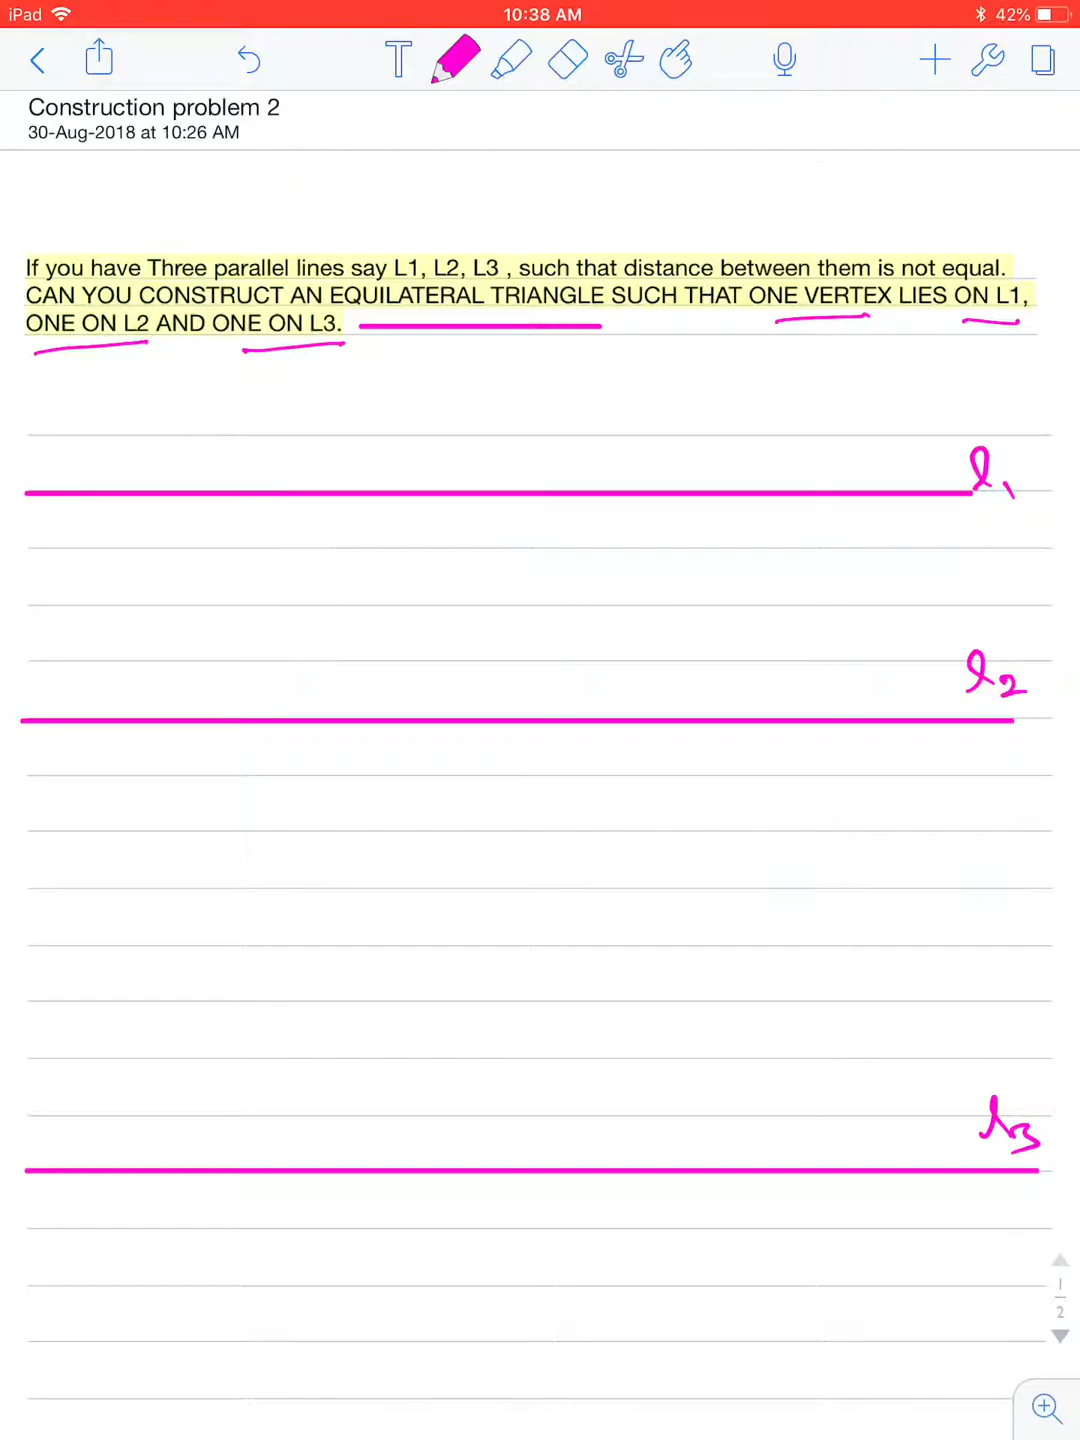 iPad 10:38 AM 42%
T
Construction problem 2
30-Aug-2018 at 10:26 AM
If you have Three parallel lines say L1, L2, L3 , such that distance between them is not equal.
CAN YOU CONSTRUCT AN EQUILATERAL TRIANGLE SUCH THAT ONE VERTEX LIES ON L1,
ONE ON L2 AND ONE ON L3.
l1
l2
l3
1
2